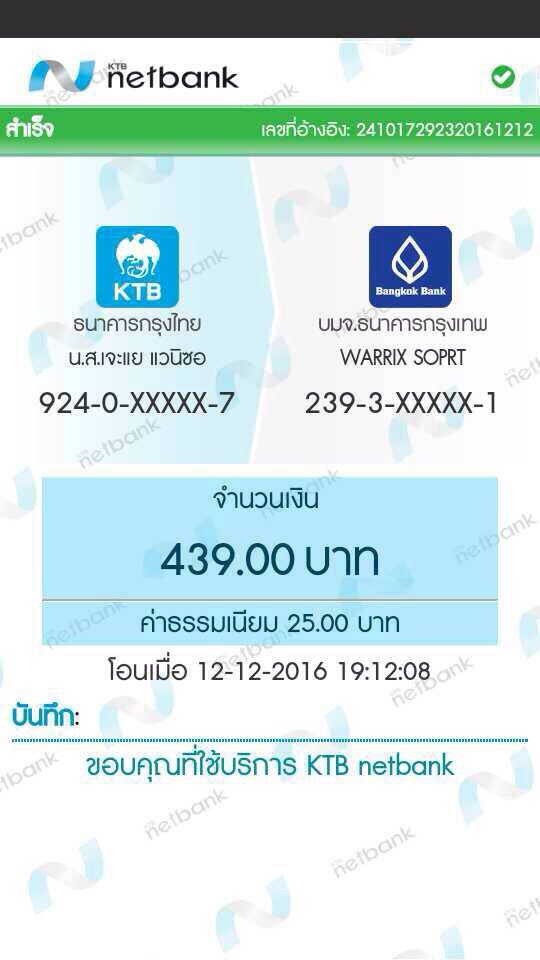 KTB
netbank
สำเร็จ
เลขที่อ้างอิง: 241017292320161212
KTB
Bangkok Bank
ธนาคารกรุงไทย
บมจ.ธนาคารกรุงเทพ
น.ส.เจะแย แวนิซอ
WARRIX SOPRT
924-0-XXXXX-7
239-3-XXXXX-1
จำนวนเงิน
439.00 บาท
ค่าธรรมเนียม 25.00 บาท
โอนเมื่อ 12-12-2016 19:12:08
บันทึก:
ขอบคุณที่ใช้บริการ KTB netbank